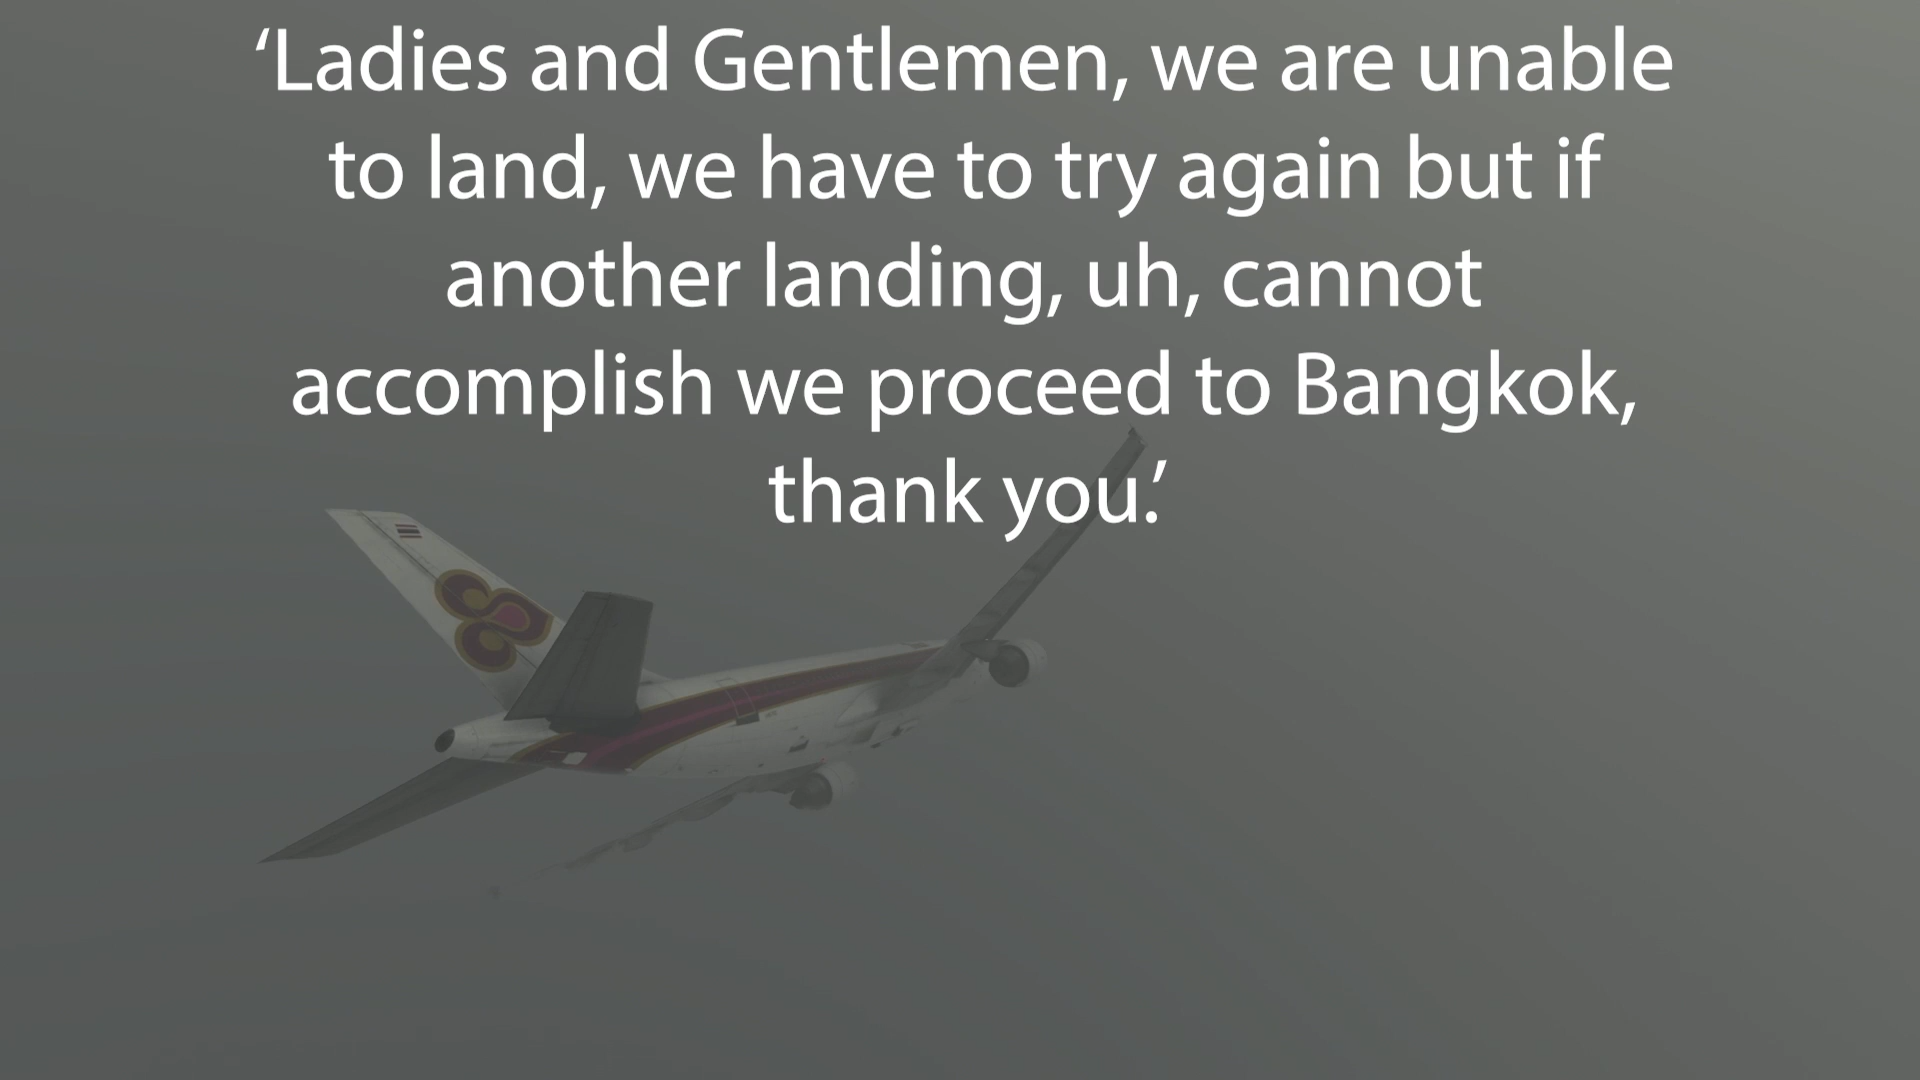 ‘Ladies and Gentlemen, we are unable
to land, we have to try again but if
another landing, uh, cannot
accomplish we proceed to Bangkok,
thank you.’